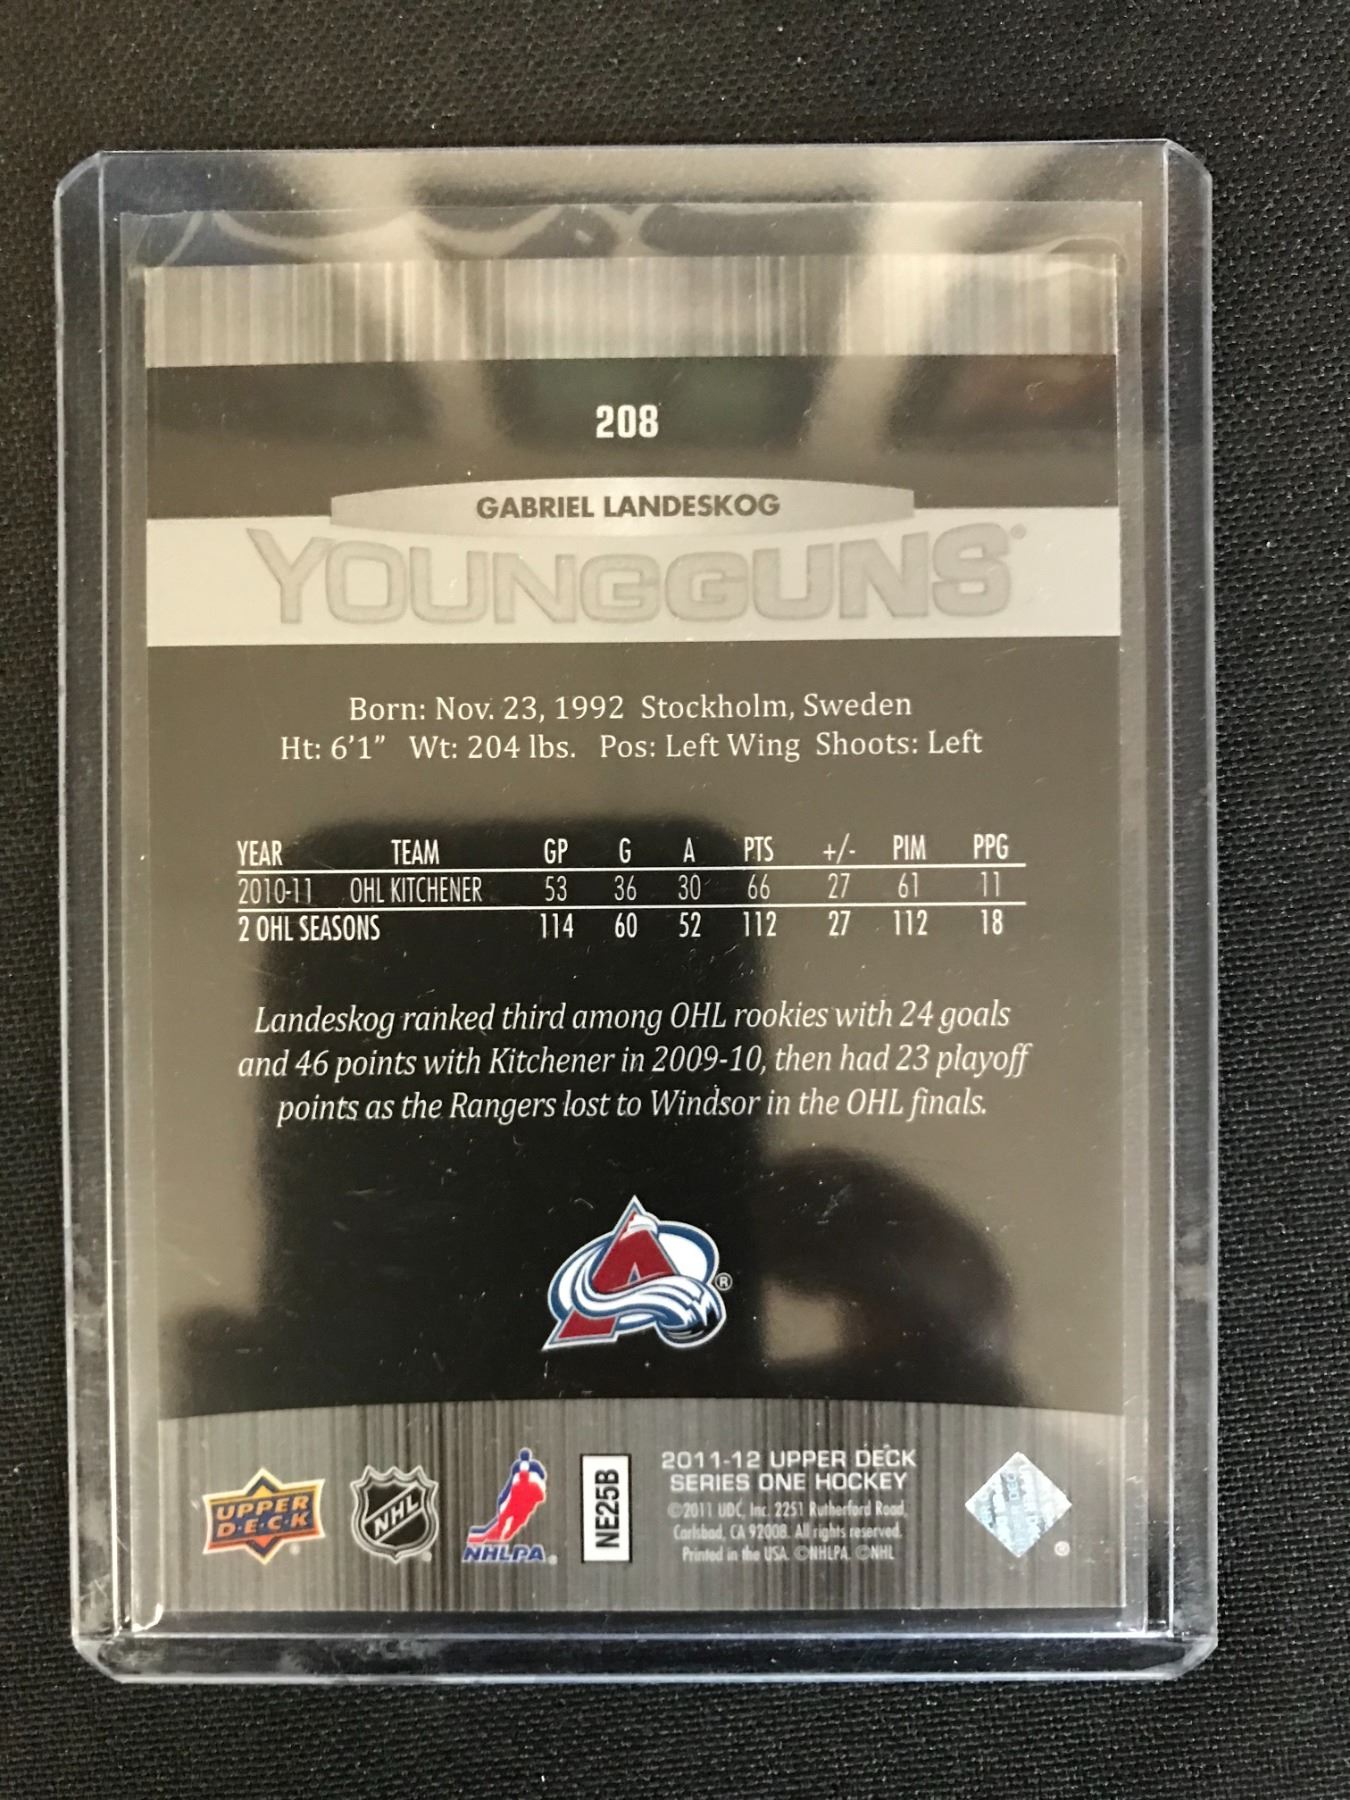 208
GABRIEL LANDESKOG
YOUNGGUNS®
Born: Nov. 23, 1992 Stockholm, Sweden
Ht: 6'1" Wt: 204 lbs. Pos: Left Wing Shoots: Left
YEAR TEAM GP G A PTS +/- PIM PPG
2010-11 OHL KITCHENER 53 36 30 66 27 61 11
2 OHL SEASONS 114 60 52 112 27 112 18
Landeskog ranked third among OHL rookies with 24 goals
and 46 points with Kitchener in 2009-10, then had 23 playoff
points as the Rangers lost to Windsor in the OHL finals.
A ®
UPPER
D·E·C·K ®
NHL ®
NHLPA ®
NE25B
2011-12 UPPER DECK
SERIES ONE HOCKEY
©2011 UDC, Inc. 2251 Rutherford Road,
Carlsbad, CA 92008. All rights reserved.
Printed in the USA. ©NHLPA. ©NHL
®